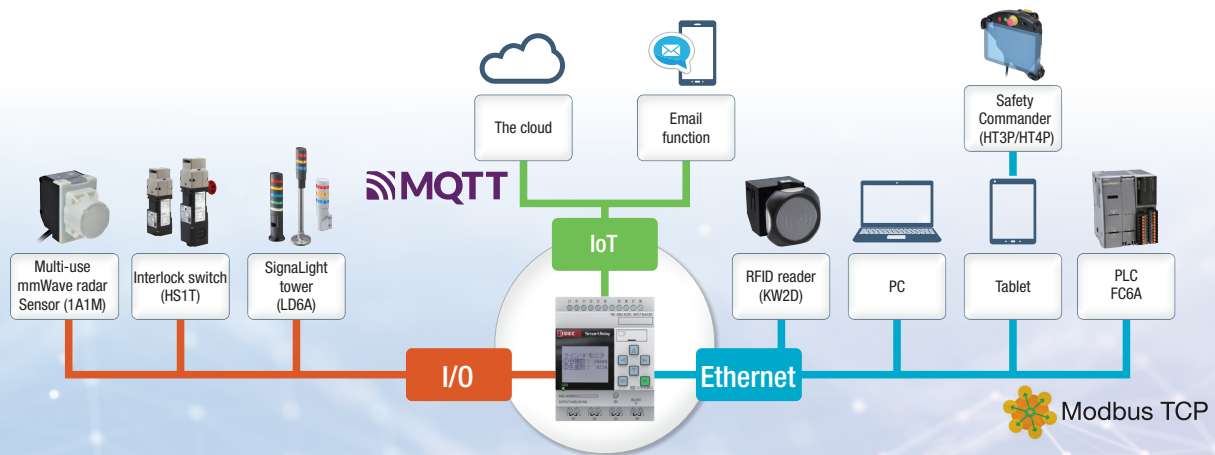 The cloud
Email
function
Safety
Commander
(HT3P/HT4P)
MQTT
IoT
Multi-use
mmWave radar
Sensor (1A1M)
Interlock switch
(HS1T)
SignaLight
tower
(LD6A)
RFID reader
(KW2D)
PC
Tablet
PLC
FC6A
IDEC SmartRelay
I/O
Ethernet
Modbus TCP